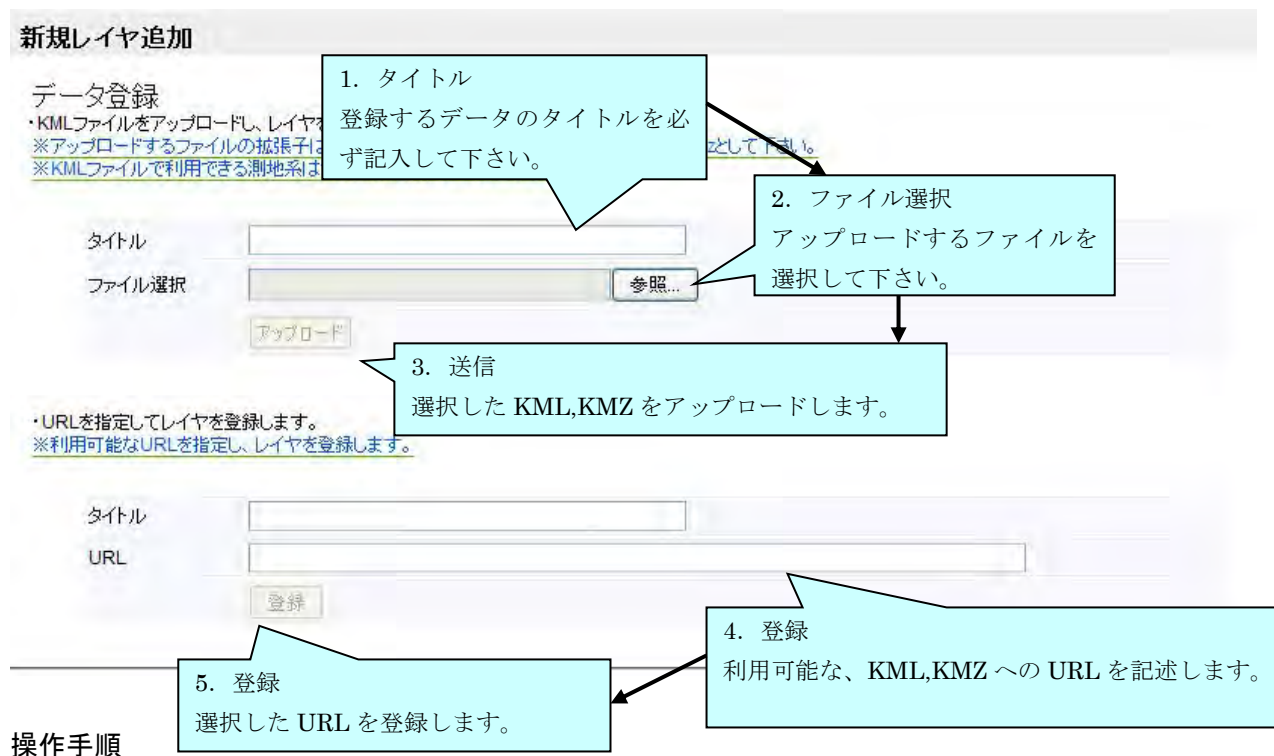 新規レイヤ追加
データ登録
・KMLファイルをアップロードし、レイヤを
※アップロードするファイルの拡張子は
zとして下さい。
※KMLファイルで利用できる測地系は
1. タイトル
登録するデータのタイトルを必
ず記入して下さい。
2. ファイル選択
アップロードするファイルを
選択して下さい。
タイトル
ファイル選択
参照...
アップロード
3. 送信
選択した KML,KMZ をアップロードします。
・URLを指定してレイヤを登録します。
※利用可能なURLを指定し、レイヤを登録します。
タイトル
URL
登録
4. 登録
利用可能な、KML,KMZ への URL を記述します。
5. 登録
選択した URL を登録します。
操作手順